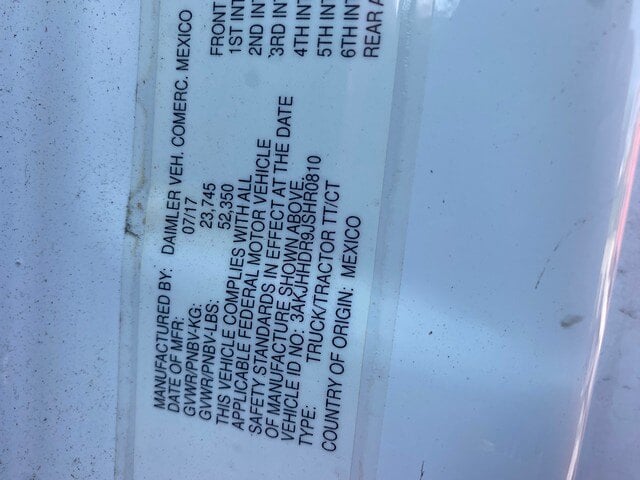 MANUFACTURED BY: DAIMLER VEH. COMERC. MEXICO
DATE OF MFR: 07/17
GVWR/PNBV-KG: 23,745
GVWR/PNBV-LBS: 52,350
THIS VEHICLE COMPLIES WITH ALL
APPLICABLE FEDERAL MOTOR VEHICLE
SAFETY STANDARDS IN EFFECT AT THE DATE
OF MANUFACTURE SHOWN ABOVE.
VEHICLE ID NO: 3AKJHHDR9JSHR0810
TYPE: TRUCK/TRACTOR TT/CT
COUNTRY OF ORIGIN: MEXICO
FRONT
1ST INT
2ND INT
3RD INT
4TH INT
5TH INT
6TH INT
REAR A